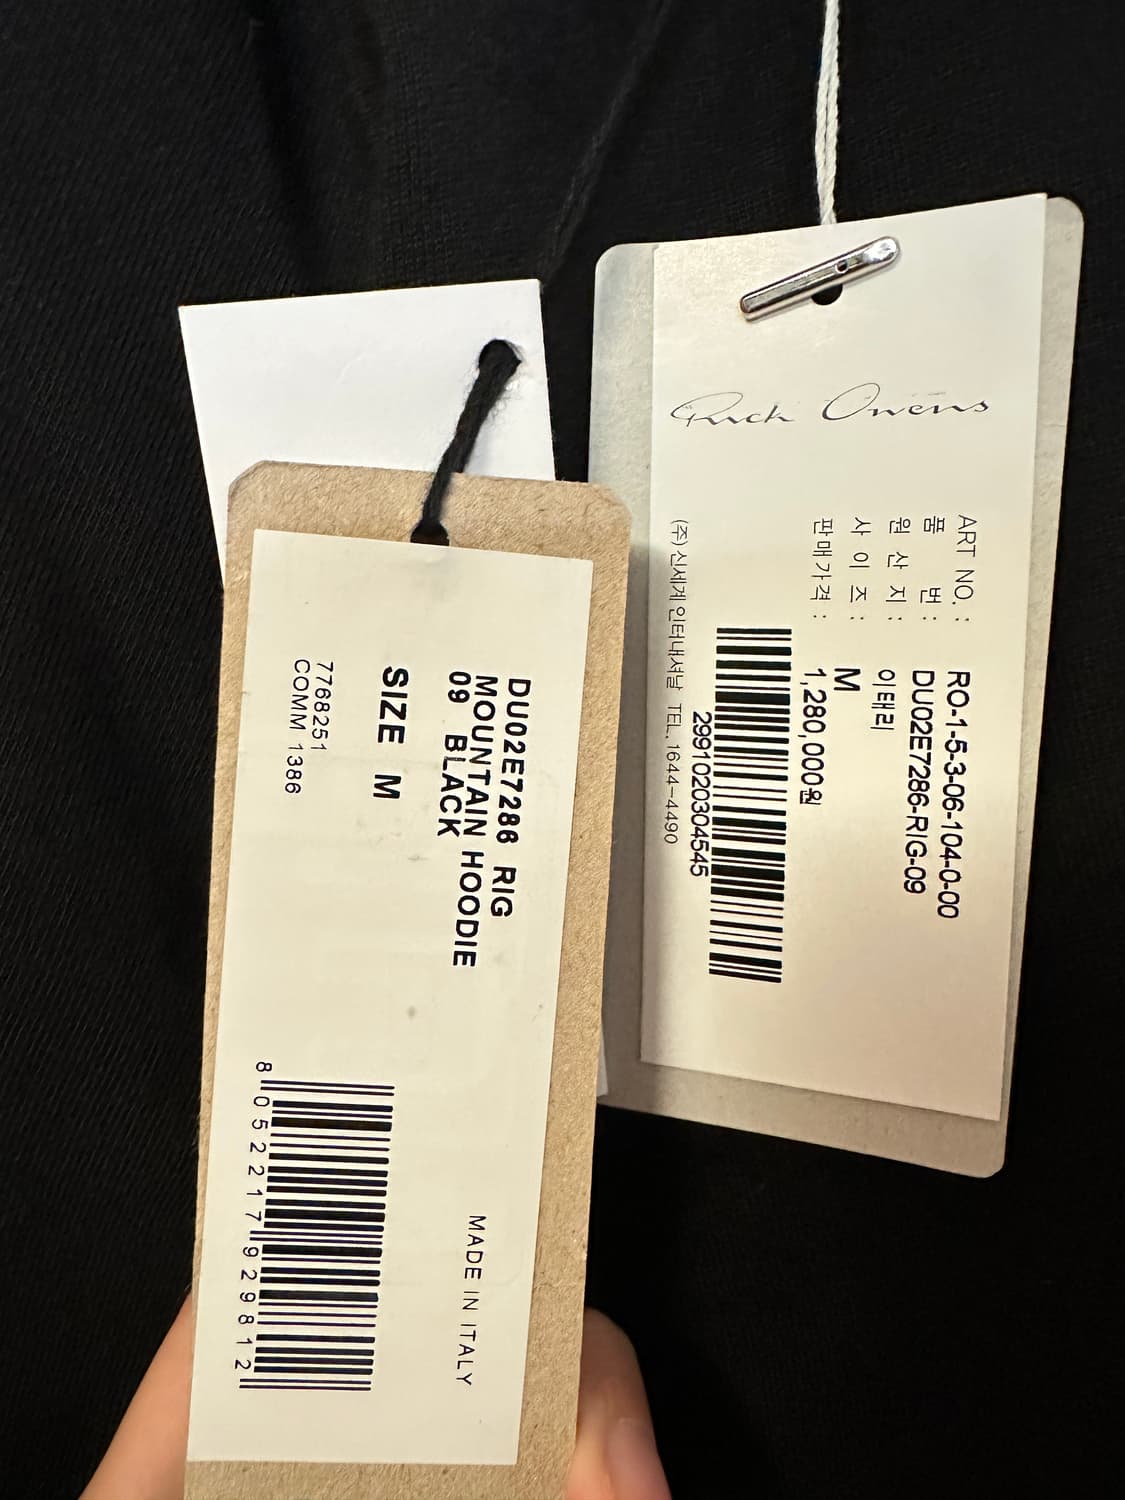 Rick Owens
ART NO. : RO-1-5-3-06-104-0-00
품 번 : DU02E7286-RIG-09
원 산 지 : 이태리
사 이 즈 : M
판매가격 : 1,280,000원
2991020304545
(주)신세계인터내셔날 TEL. 1644-4490
DU02E7286 RIG
MOUNTAIN HOODIE
09 BLACK
MADE IN ITALY
SIZE M
7768251
COMM 1386
8 052217 929812